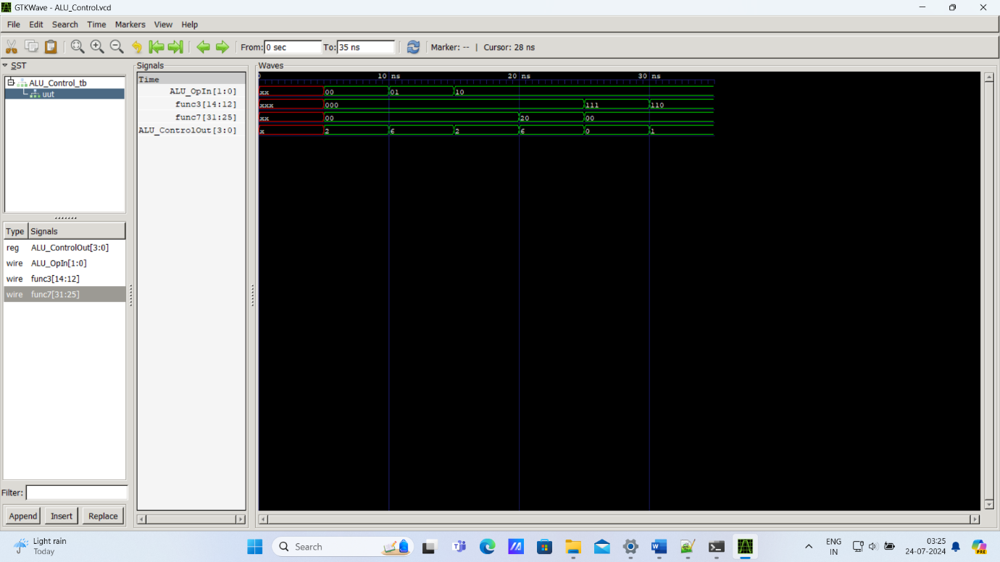 GTKWave - ALU_Control.vcd
File Edit Search Time Markers View Help
From: 0 sec To: 35 ns Marker: -- | Cursor: 28 ns
SST
ALU_Control_tb
uut
Type Signals
reg ALU_ControlOut[3:0]
wire ALU_OpIn[1:0]
wire func3[14:12]
wire func7[31:25]
Filter:
Append Insert Replace
Signals
Time
ALU_OpIn[1:0]
func3[14:12]
func7[31:25]
ALU_ControlOut[3:0]
Waves
0 10 ns 20 ns 30 ns
xx 00 01 10
xxx 000 111 110
xx 00 20 00
x 2 6 2 6 0 1
Light rain
Today
Search
ENG
IN
03:25
24-07-2024
PRE